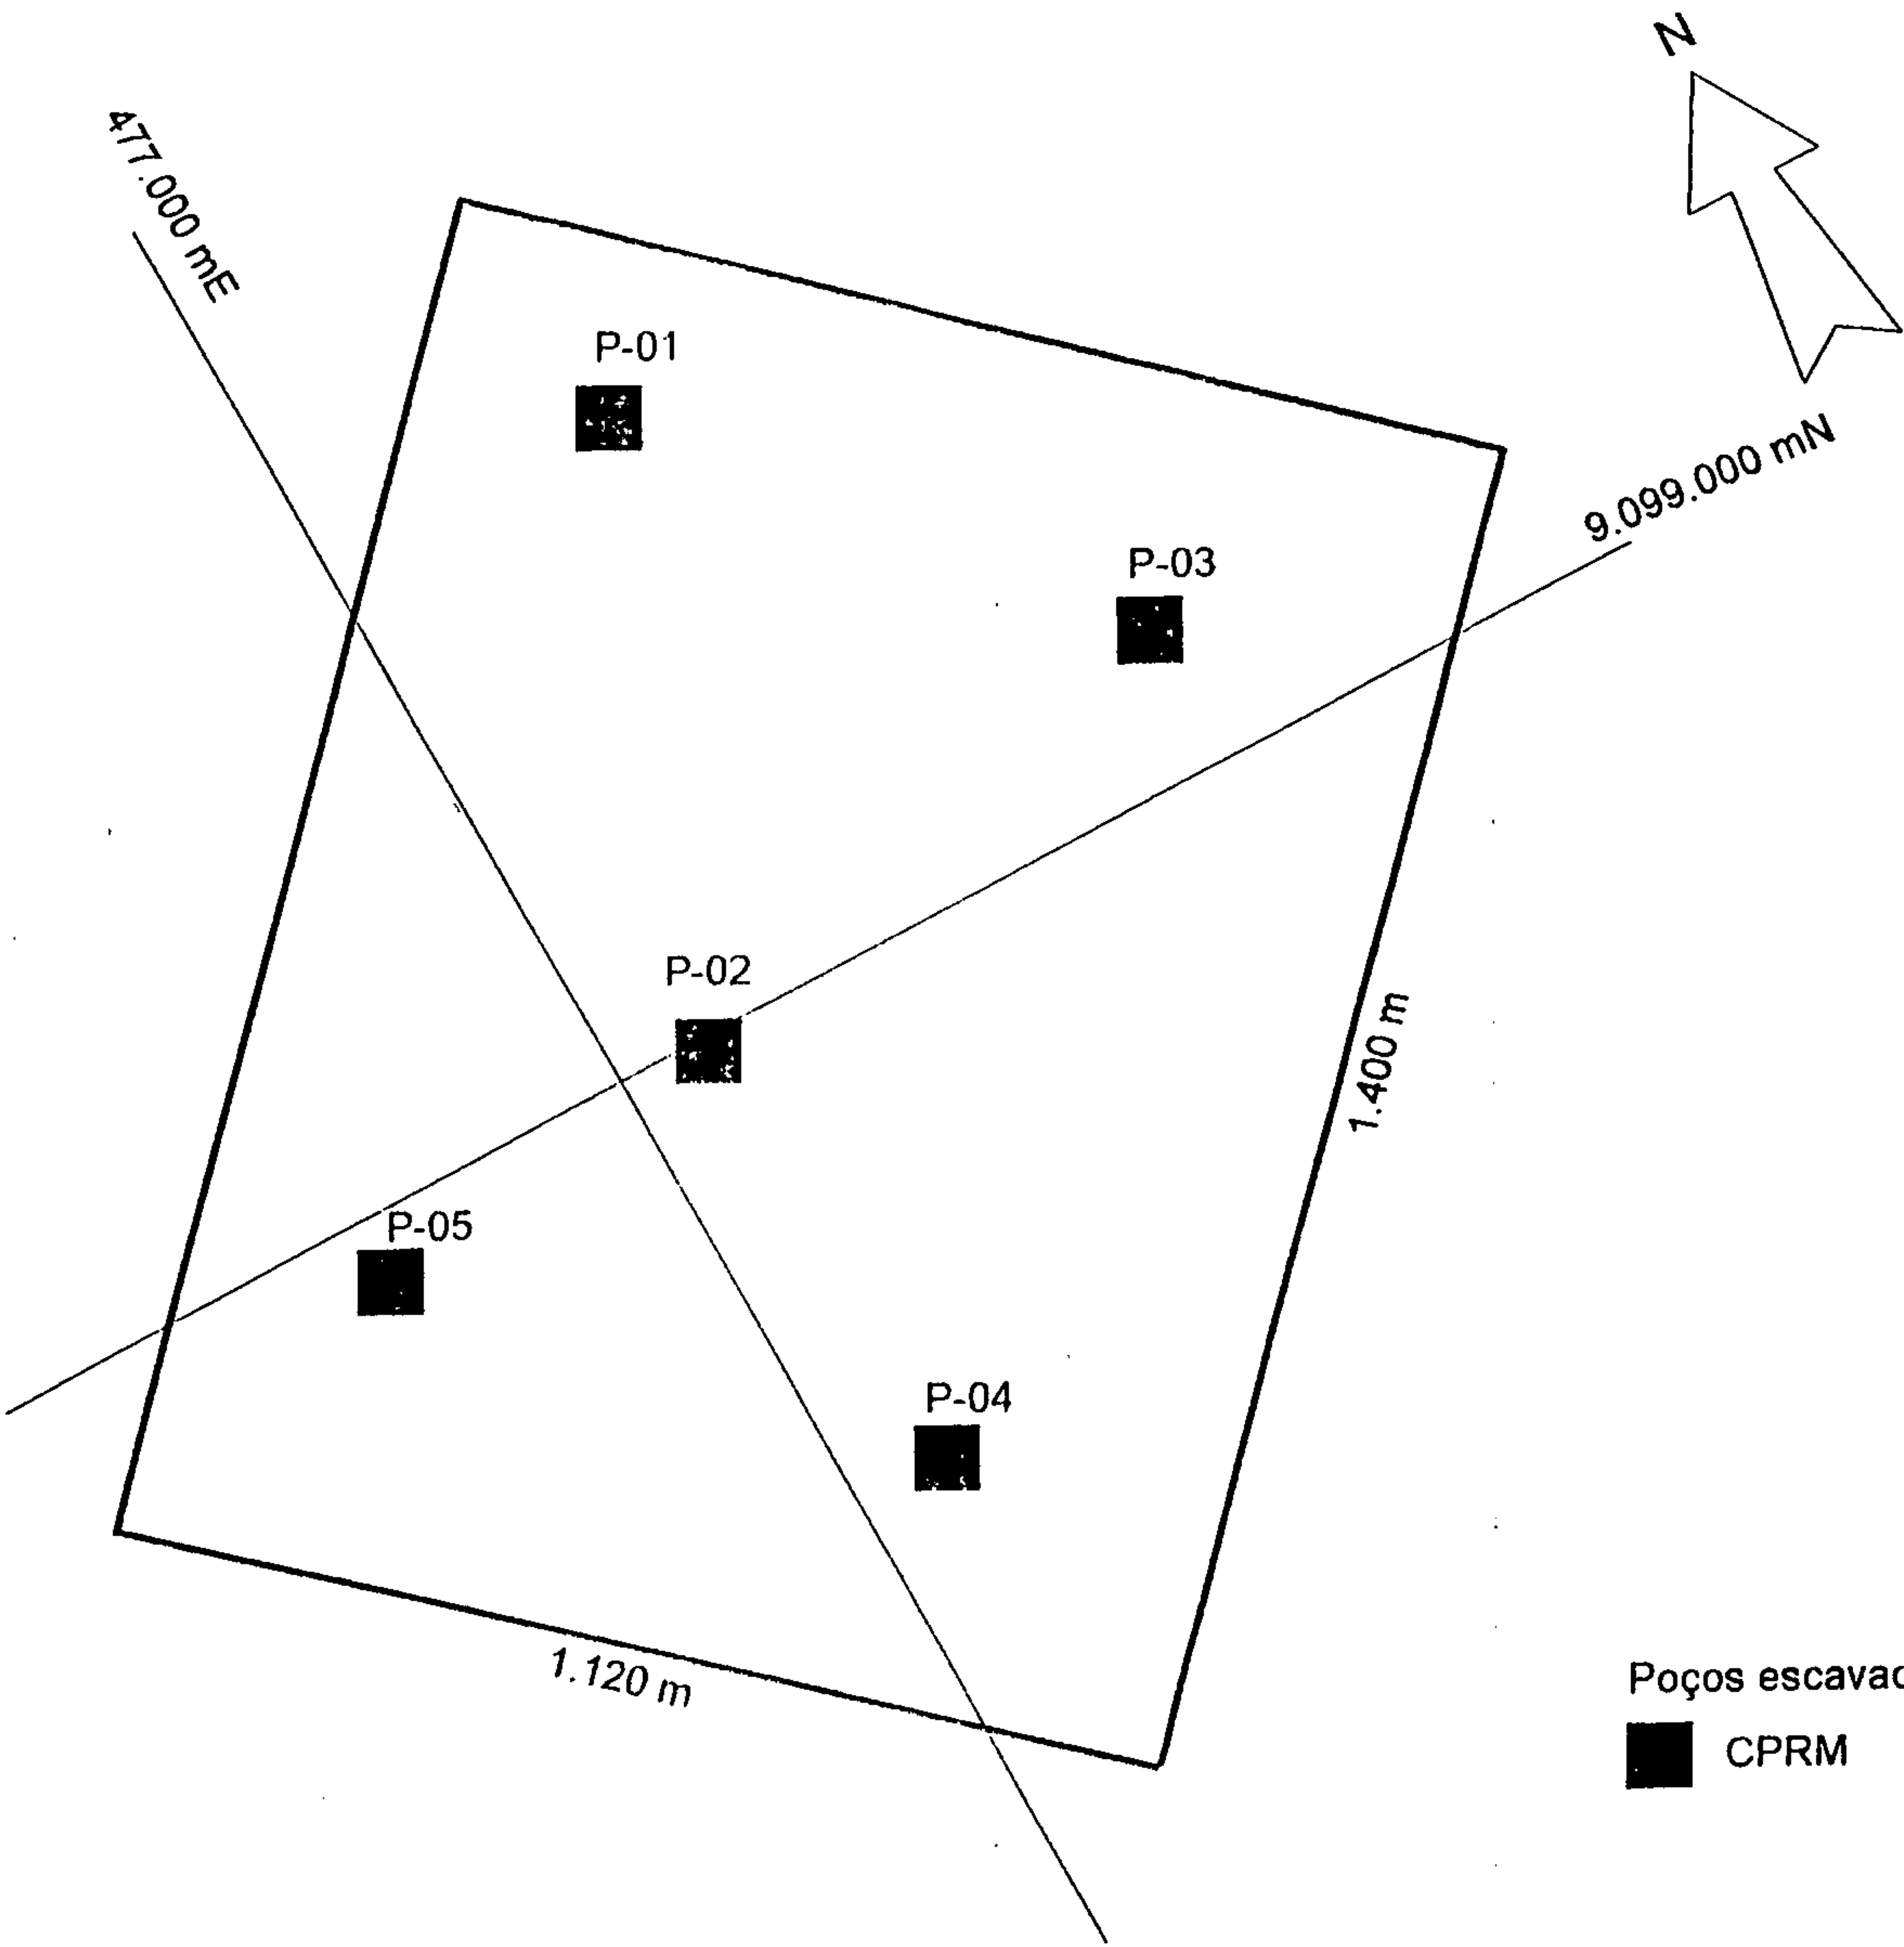 N
477.000 mE
P-01
9.099.000 mN
P-03
P-02
1.400 m
P-05
P-04
1.120 m
Poços escavad
CPRM